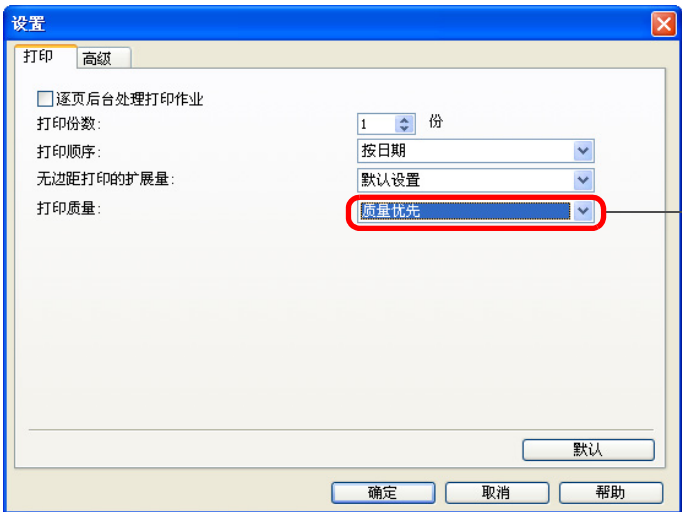 设置
打印 高级
逐页后台处理打印作业
打印份数: 1 份
打印顺序: 按日期
无边距打印的扩展量: 默认设置
打印质量: 质量优先
默认
确定 取消 帮助